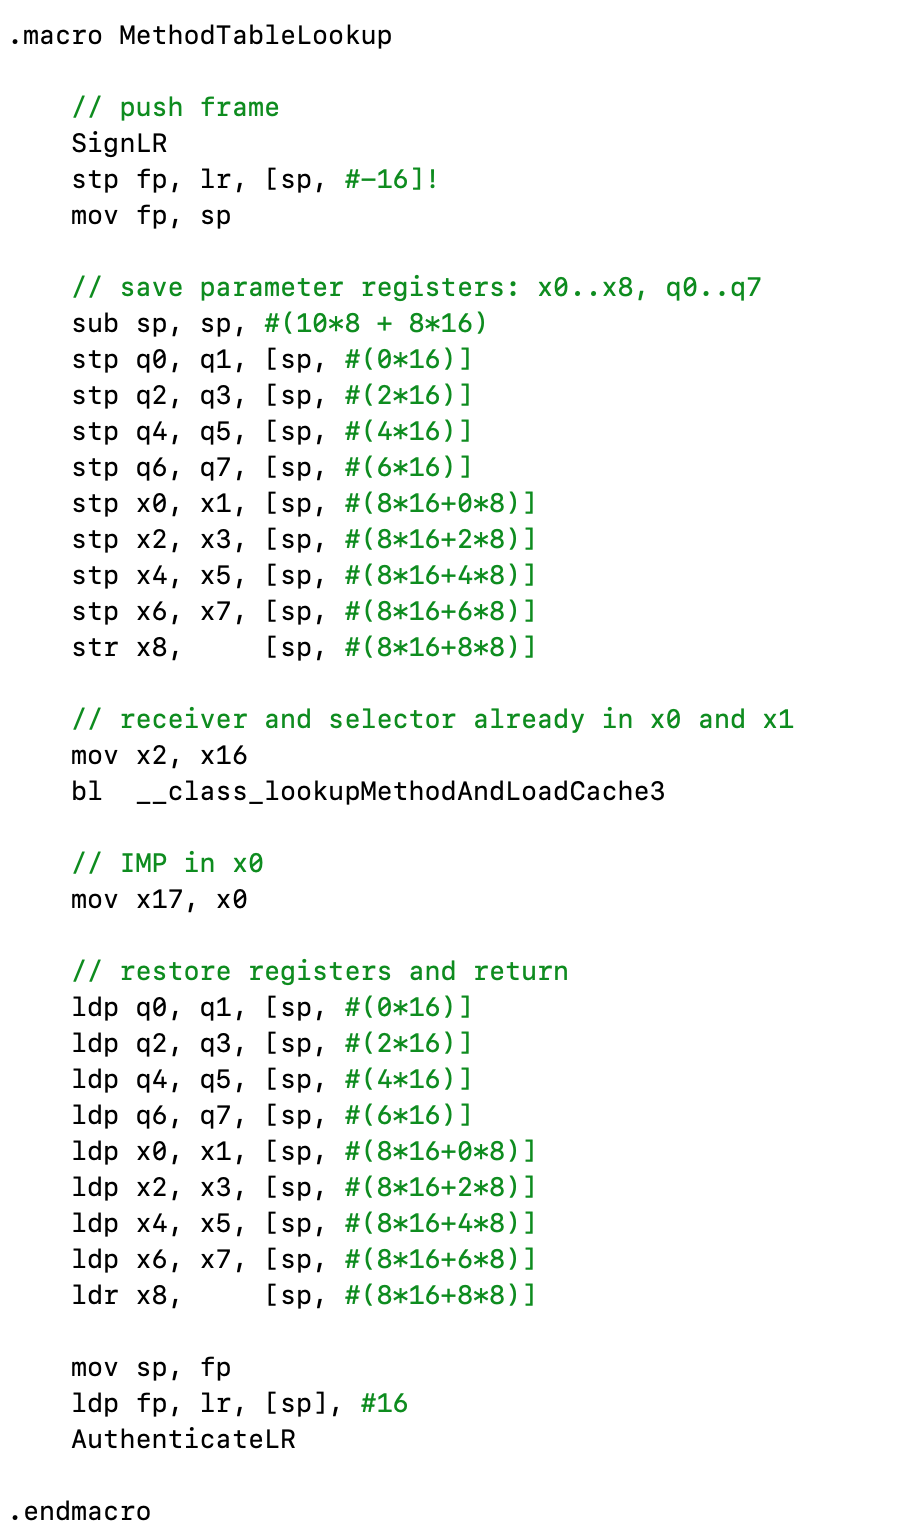 .macro MethodTableLookup
// push frame
SignLR
stp fp, lr, [sp, #-16]!
mov fp, sp
// save parameter registers: x0..x8, q0..q7
sub sp, sp, #(10*8 + 8*16)
stp q0, q1, [sp, #(0*16)]
stp q2, q3, [sp, #(2*16)]
stp q4, q5, [sp, #(4*16)]
stp q6, q7, [sp, #(6*16)]
stp x0, x1, [sp, #(8*16+0*8)]
stp x2, x3, [sp, #(8*16+2*8)]
stp x4, x5, [sp, #(8*16+4*8)]
stp x6, x7, [sp, #(8*16+6*8)]
str x8,     [sp, #(8*16+8*8)]
// receiver and selector already in x0 and x1
mov x2, x16
bl  __class_lookupMethodAndLoadCache3
// IMP in x0
mov x17, x0
// restore registers and return
ldp q0, q1, [sp, #(0*16)]
ldp q2, q3, [sp, #(2*16)]
ldp q4, q5, [sp, #(4*16)]
ldp q6, q7, [sp, #(6*16)]
ldp x0, x1, [sp, #(8*16+0*8)]
ldp x2, x3, [sp, #(8*16+2*8)]
ldp x4, x5, [sp, #(8*16+4*8)]
ldp x6, x7, [sp, #(8*16+6*8)]
ldr x8,     [sp, #(8*16+8*8)]
mov sp, fp
ldp fp, lr, [sp], #16
AuthenticateLR
.endmacro